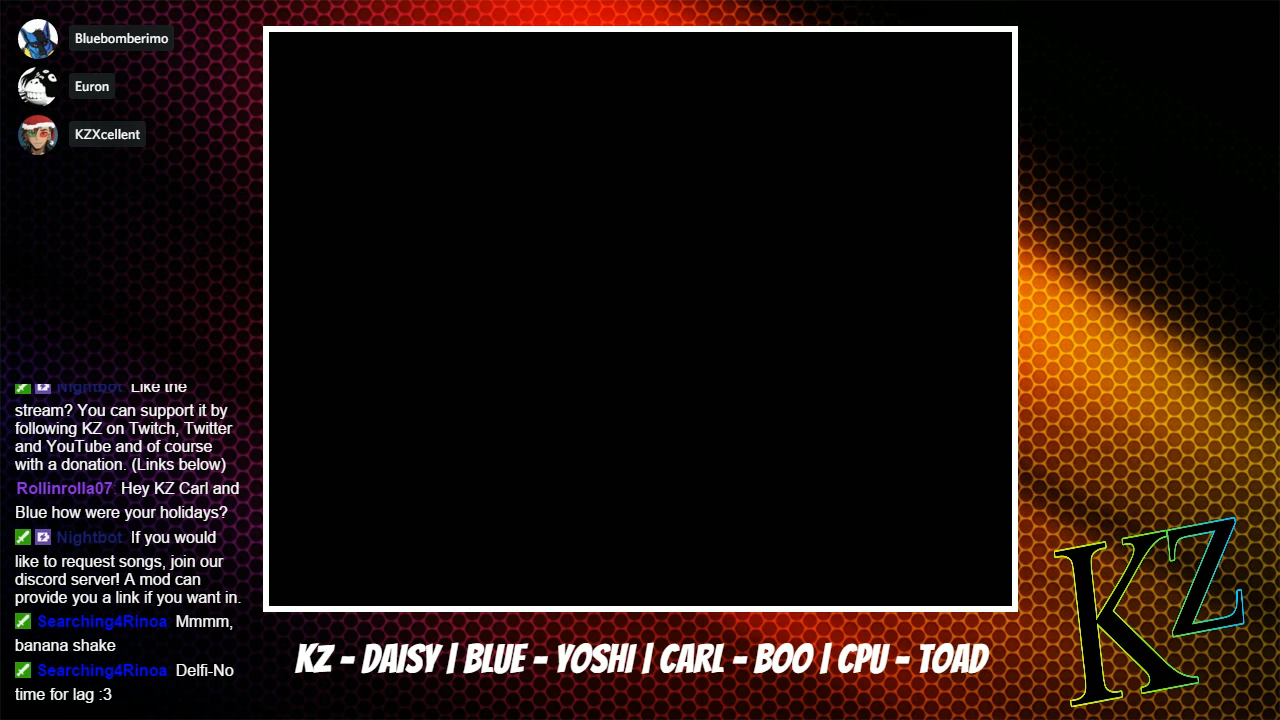 Bluebomberimo
Euron
KZXcellent
Nightbot: Like the
stream? You can support it by
following KZ on Twitch, Twitter
and YouTube and of course
with a donation. (Links below)
Rollinrolla07: Hey KZ Carl and
Blue how were your holidays?
Nightbot: If you would
like to request songs, join our
discord server! A mod can
provide you a link if you want in.
Searching4Rinoa: Mmmm,
banana shake
Searching4Rinoa: Delfi-No
time for lag :3
KZ - DAISY | BLUE - YOSHI | CARL - BOO | CPU - TOAD
KZ